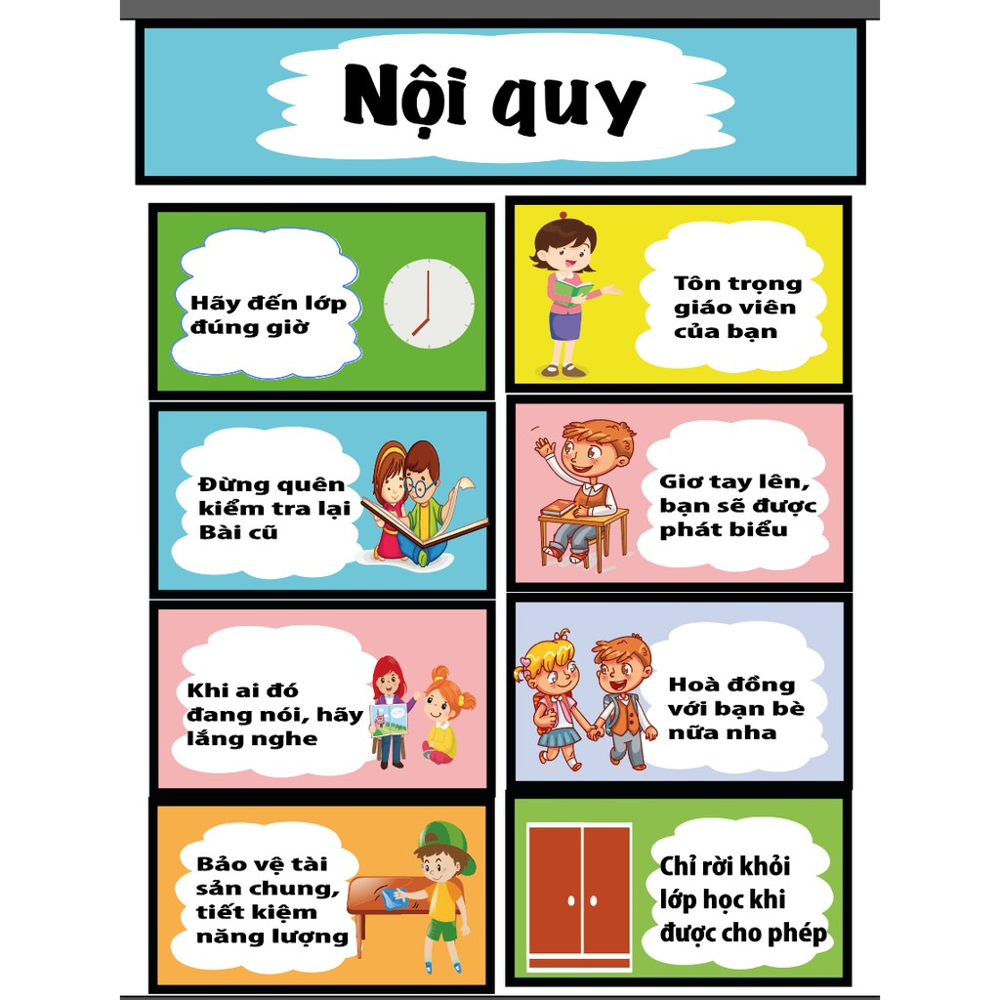 Nội quy
Hãy đến lớp
đúng giờ
Tôn trọng
giáo viên
của bạn
Đừng quên
kiểm tra lại
Bài cũ
Giơ tay lên,
bạn sẽ được
phát biểu
Khi ai đó
đang nói, hãy
lắng nghe
Hoà đồng
với bạn bè
nữa nha
Bảo vệ tài
sản chung,
tiết kiệm
năng lượng
Chỉ rời khỏi
lớp học khi
được cho phép